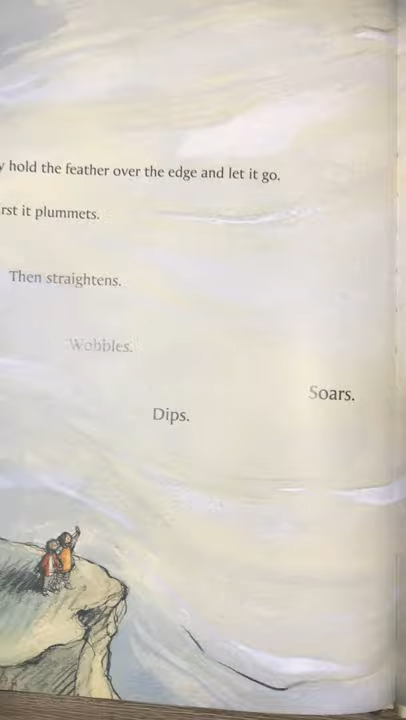 y hold the feather over the edge and let it go.
rst it plummets.
Then straightens.
Wobbles.
Dips.
Soars.